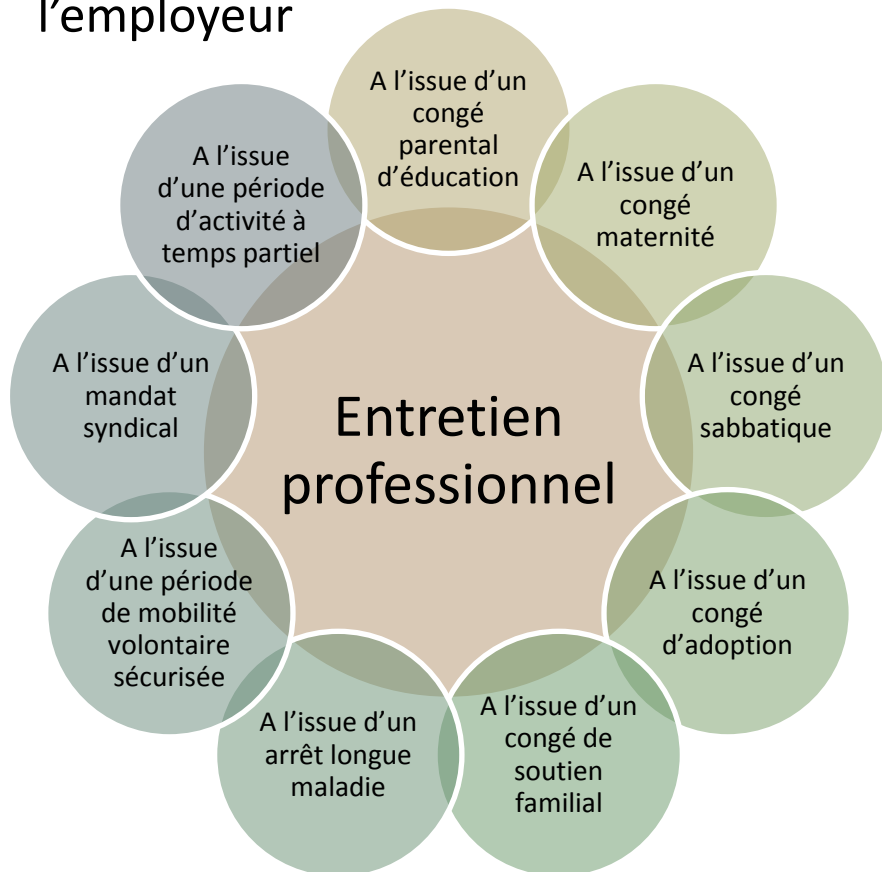 l’employeur
A l’issue d’un
congé
parental
d’éducation
A l’issue d’un
congé
maternité
A l’issue d’un
congé
sabbatique
A l’issue d’un
congé
d’adoption
A l’issue d’un
congé de
soutien
familial
A l’issue d’un
arrêt longue
maladie
A l’issue
d’une période
de mobilité
volontaire
sécurisée
A l’issue d’un
mandat
syndical
A l’issue
d’une période
d’activité à
temps partiel
Entretien
professionnel